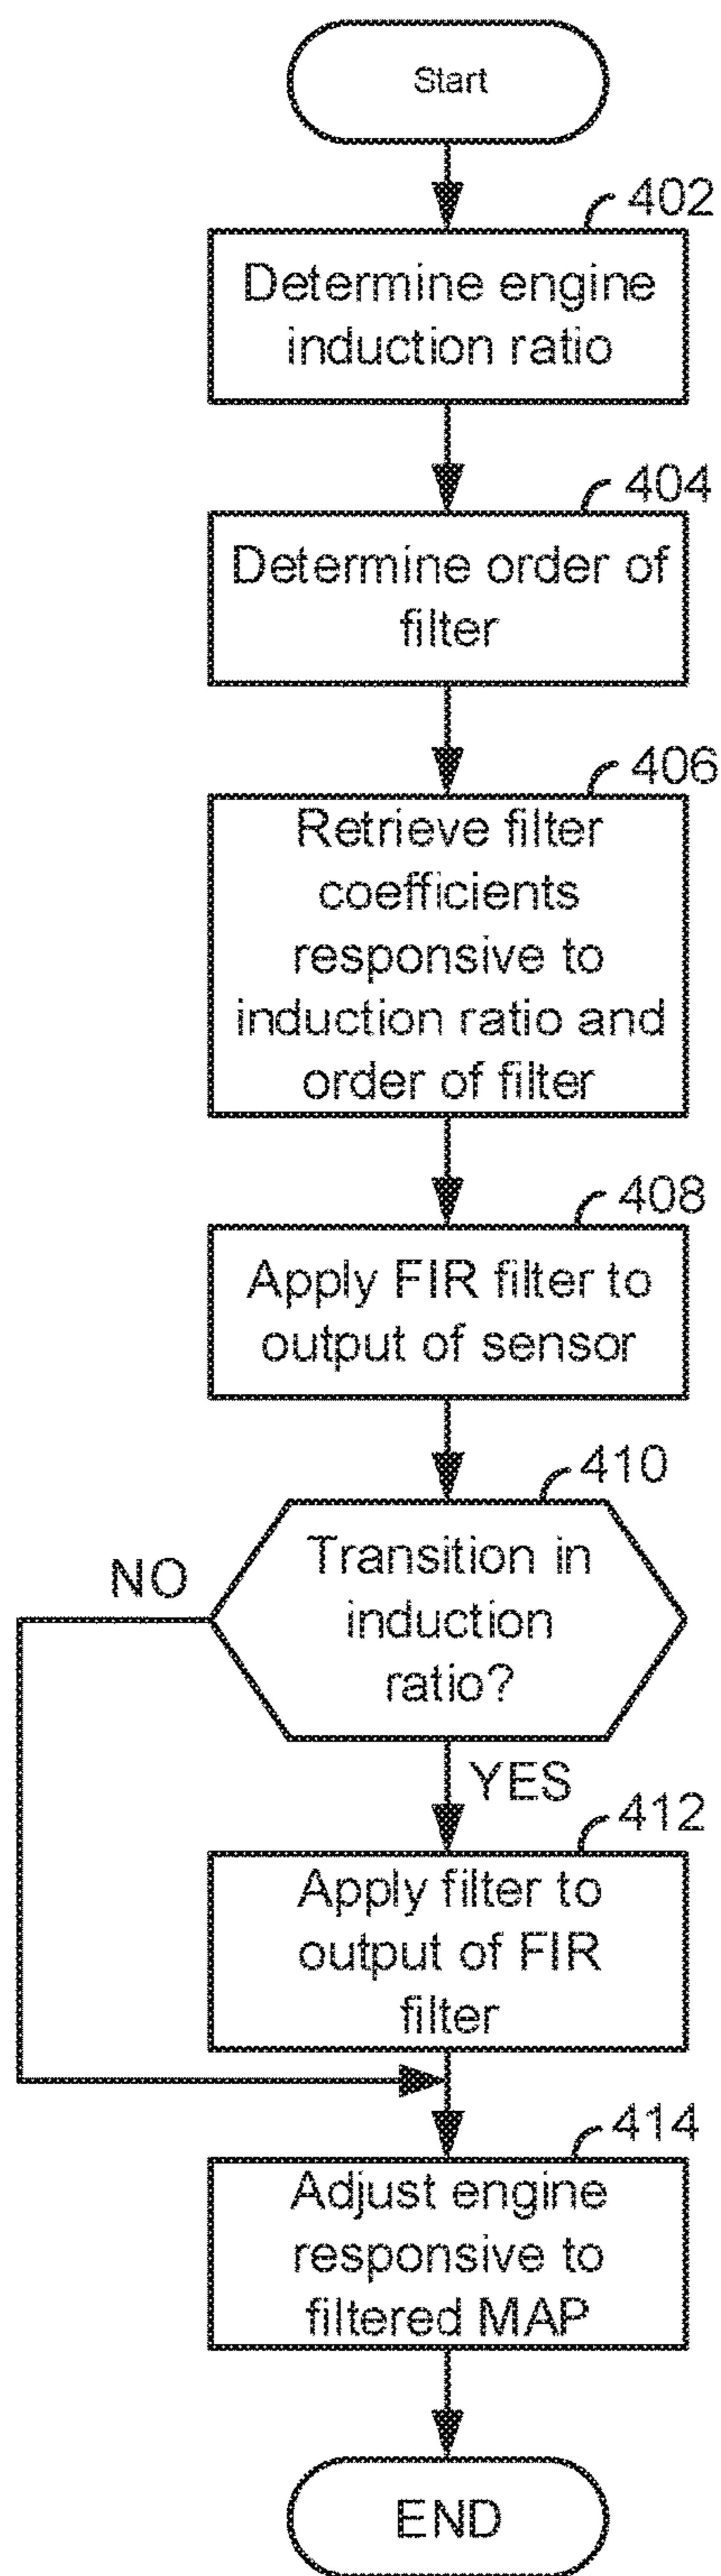 Start
402
Determine engine
induction ratio
404
Determine order of
filter
406
Retrieve filter
coefficients
responsive to
induction ratio and
order of filter
408
Apply FIR filter to
output of sensor
410
Transition in
induction
ratio?
NO
YES
412
Apply filter to
output of FIR
filter
414
Adjust engine
responsive to
filtered MAP
END